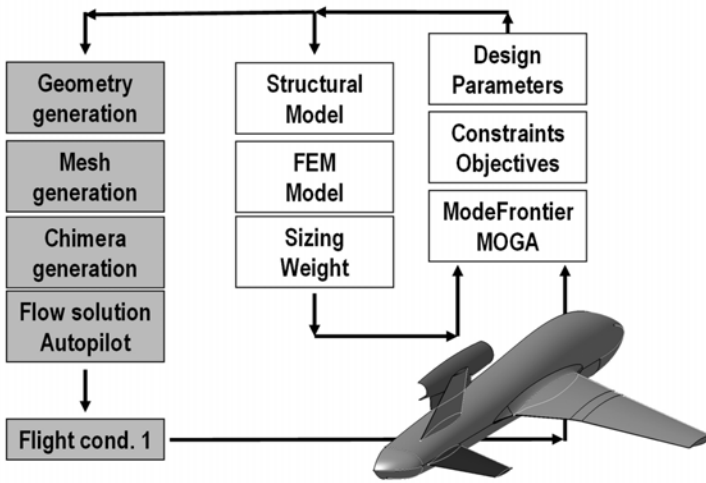 Geometry
generation
Mesh
generation
Chimera
generation
Flow solution
Autopilot
Flight cond. 1
Structural
Model
FEM
Model
Sizing
Weight
Design
Parameters
Constraints
Objectives
ModeFrontier
MOGA